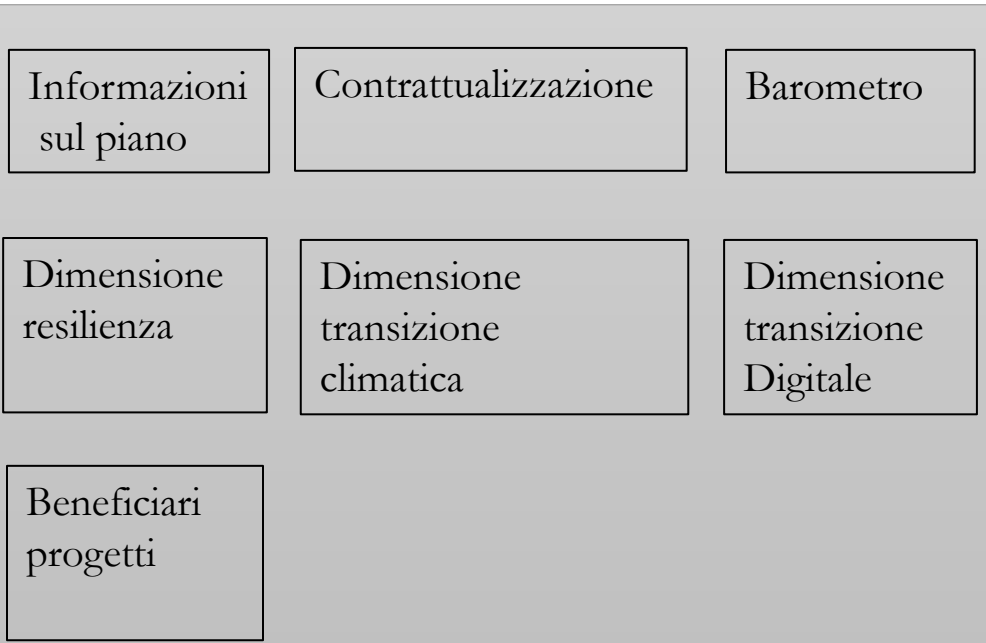 Informazioni
sul piano
Contrattualizzazione
Barometro
Dimensione
resilienza
Dimensione
transizione
climatica
Dimensione
transizione
Digitale
Beneficiari
progetti